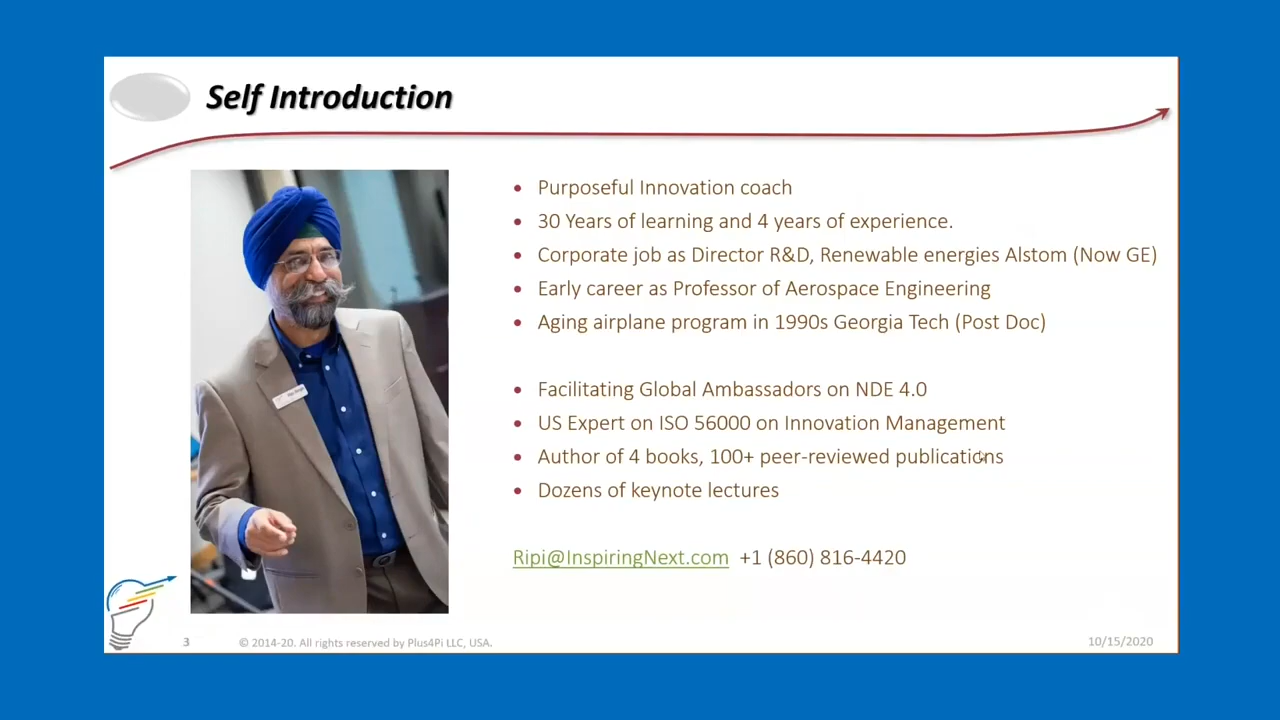 Self Introduction
• Purposeful Innovation coach
• 30 Years of learning and 4 years of experience.
• Corporate job as Director R&D, Renewable energies Alstom (Now GE)
• Early career as Professor of Aerospace Engineering
• Aging airplane program in 1990s Georgia Tech (Post Doc)
• Facilitating Global Ambassadors on NDE 4.0
• US Expert on ISO 56000 on Innovation Management
• Author of 4 books, 100+ peer-reviewed publications
• Dozens of keynote lectures
Ripi@InspiringNext.com +1 (860) 816-4420
3 © 2014-20. All rights reserved by Plus4Pi LLC, USA. 10/15/2020